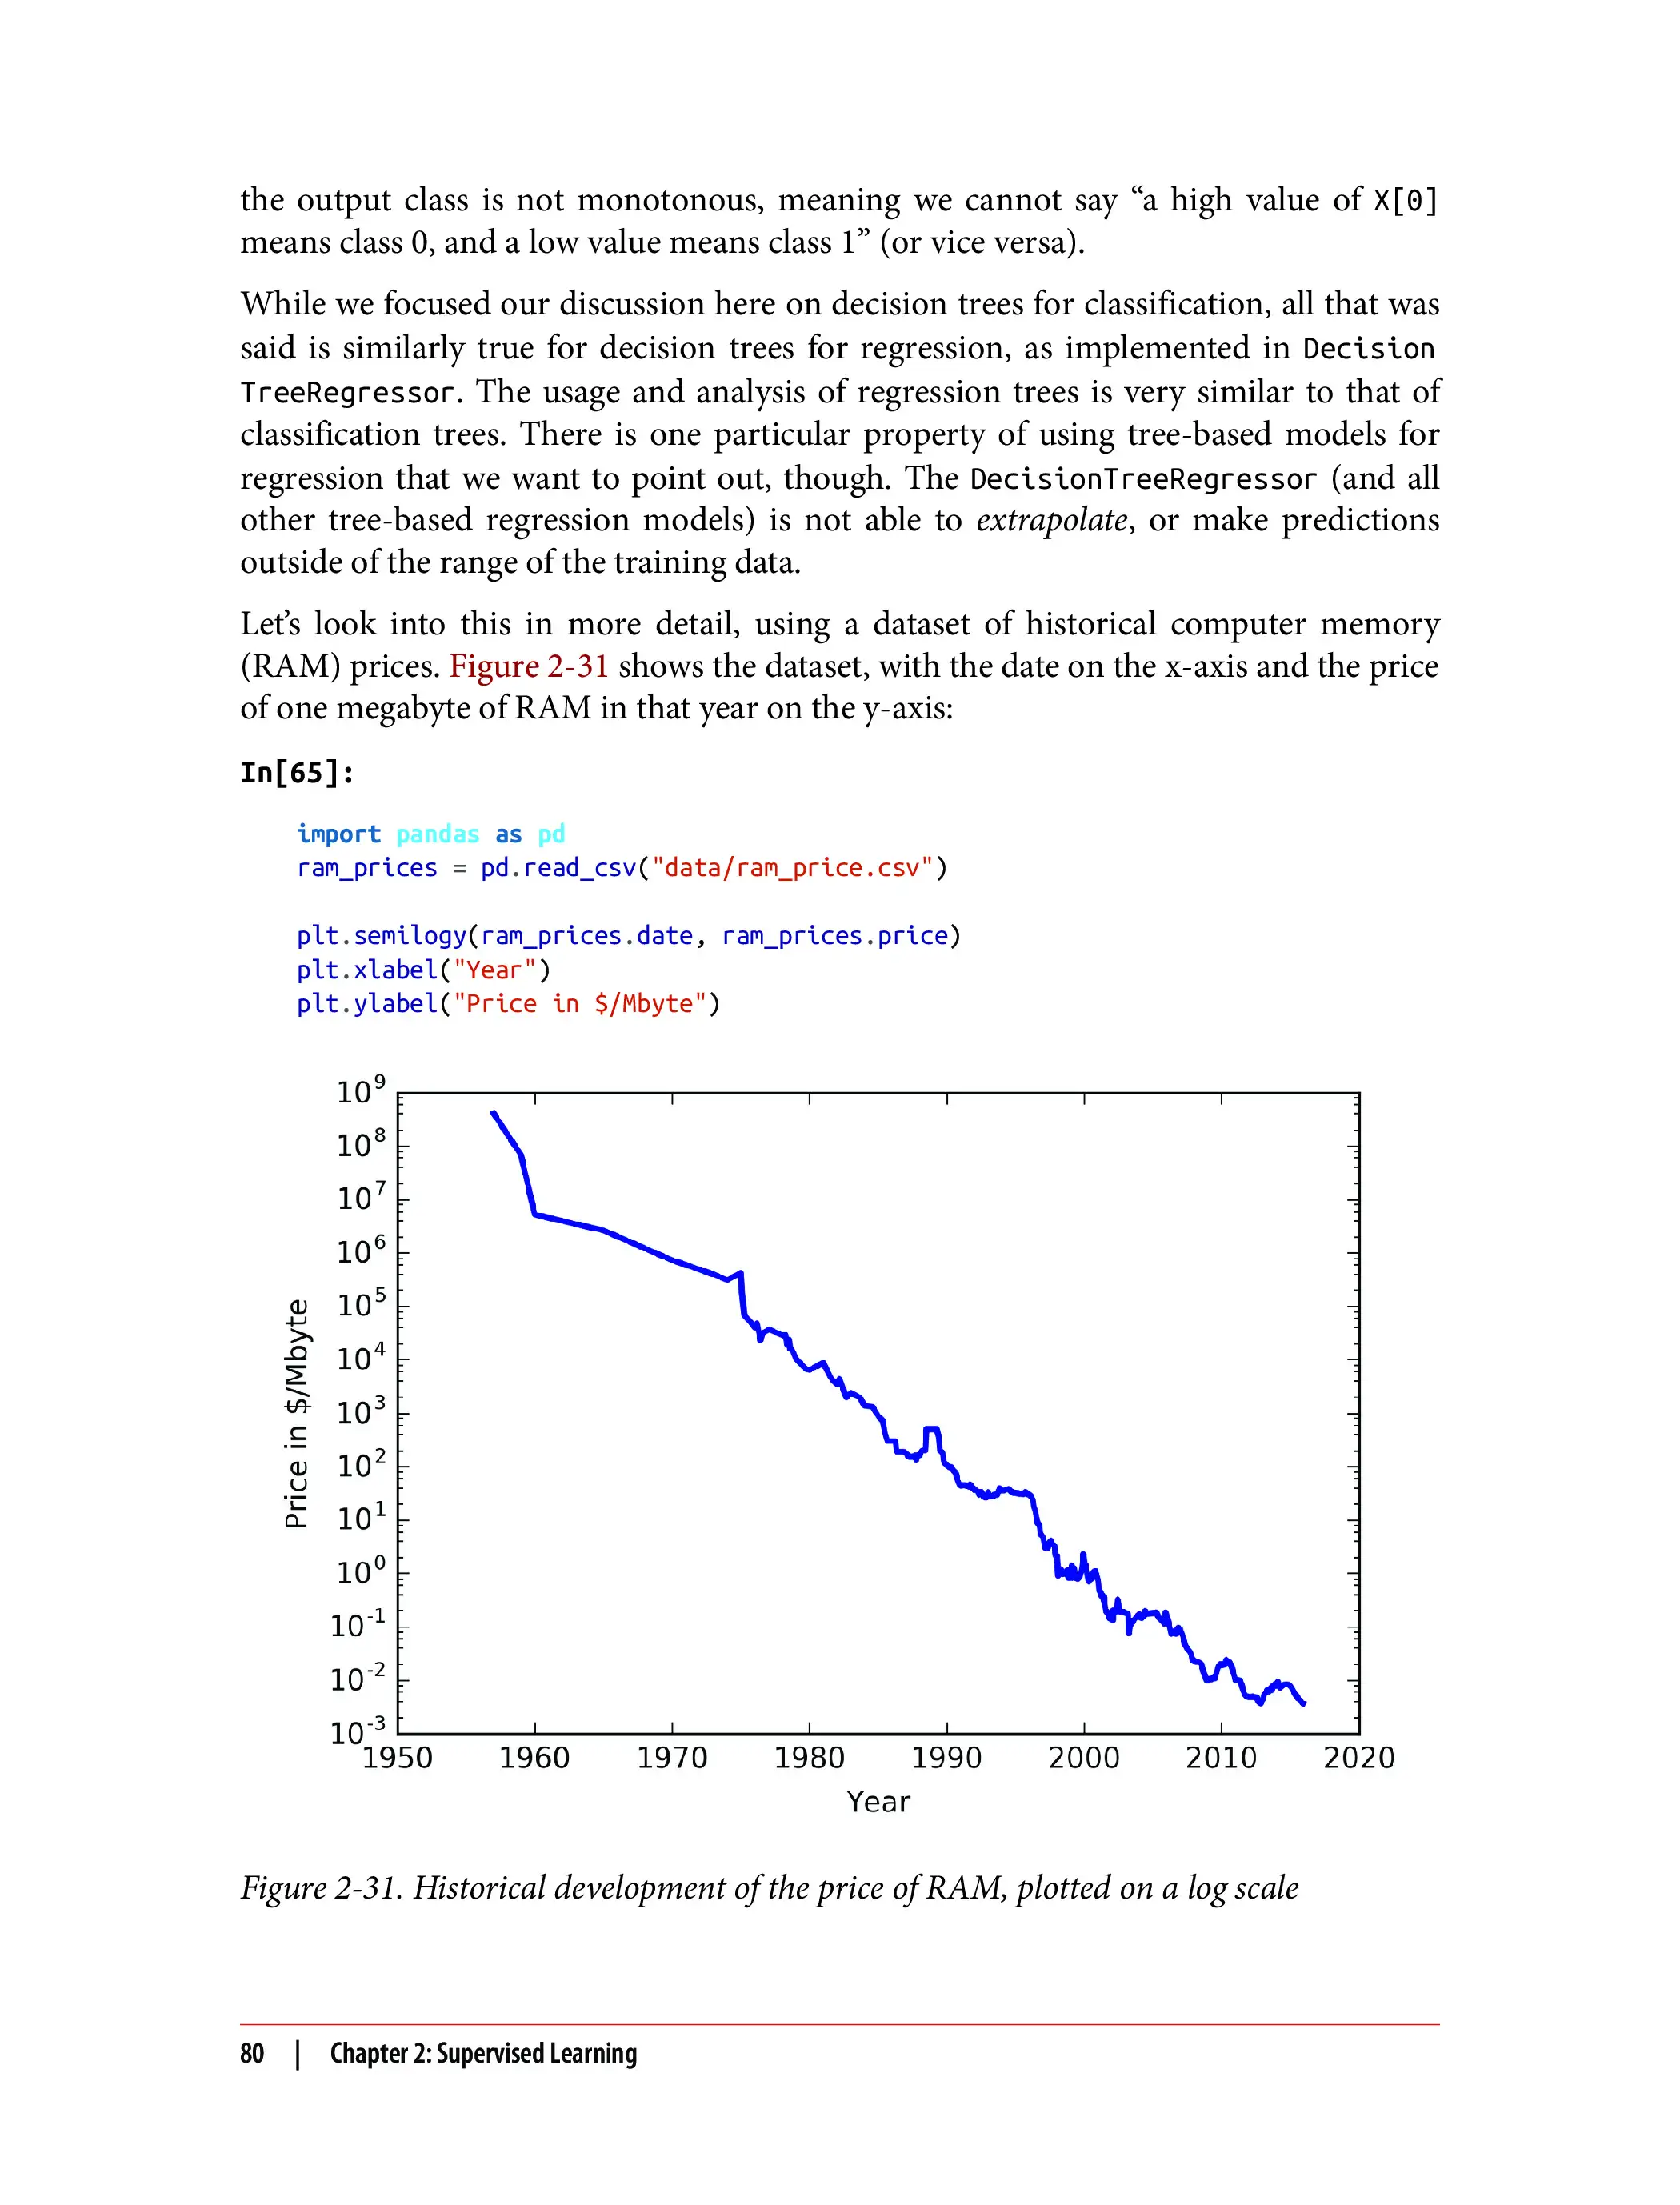 the output class is not monotonous, meaning we cannot say “a high value of X[0]
means class 0, and a low value means class 1” (or vice versa).
While we focused our discussion here on decision trees for classification, all that was
said is similarly true for decision trees for regression, as implemented in Decision
TreeRegressor. The usage and analysis of regression trees is very similar to that of
classification trees. There is one particular property of using tree-based models for
regression that we want to point out, though. The DecisionTreeRegressor (and all
other tree-based regression models) is not able to extrapolate, or make predictions
outside of the range of the training data.
Let’s look into this in more detail, using a dataset of historical computer memory
(RAM) prices. Figure 2-31 shows the dataset, with the date on the x-axis and the price
of one megabyte of RAM in that year on the y-axis:
In[65]:
import pandas as pd
ram_prices = pd.read_csv("data/ram_price.csv")
plt.semilogy(ram_prices.date, ram_prices.price)
plt.xlabel("Year")
plt.ylabel("Price in $/Mbyte")
10^9
10^8
10^7
10^6
10^5
10^4
10^3
10^2
10^1
10^0
10^-1
10^-2
10^-3
Price in $/Mbyte
1950 1960 1970 1980 1990 2000 2010 2020
Year
Figure 2-31. Historical development of the price of RAM, plotted on a log scale
80 | Chapter 2: Supervised Learning